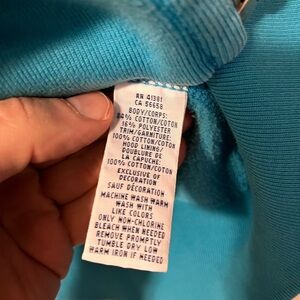 RN 41381
CA 56658
BODY/CORPS:
84% COTTON/COTON
16% POLYESTER
TRIM/GARNITURE:
100% COTTON/COTON
HOOD LINING/
DOUBLURE DE
LA CAPUCHE:
100% COTTON/COTON
EXCLUSIVE OF
DECORATION
SAUF DÉCORATION
MACHINE WASH WARM
WASH WITH
LIKE COLORS
ONLY NON-CHLORINE
BLEACH WHEN NEEDED
REMOVE PROMPTLY
TUMBLE DRY LOW
WARM IRON IF NEEDED